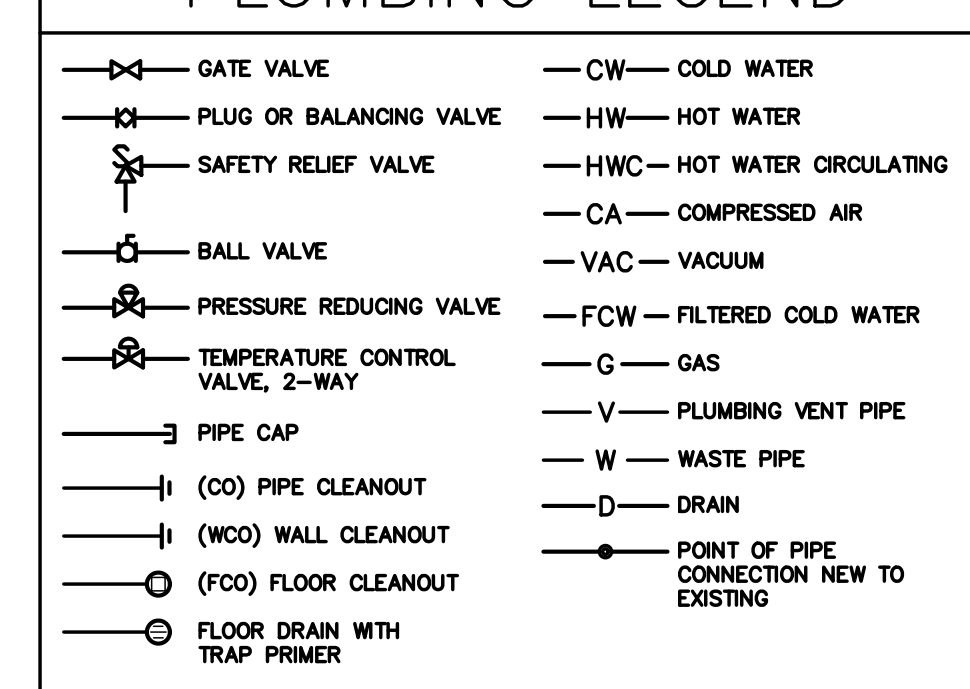 PLUMBING LEGEND
GATE VALVE
PLUG OR BALANCING VALVE
SAFETY RELIEF VALVE
BALL VALVE
PRESSURE REDUCING VALVE
TEMPERATURE CONTROL
VALVE, 2-WAY
PIPE CAP
(CO) PIPE CLEANOUT
(WCO) WALL CLEANOUT
(FCO) FLOOR CLEANOUT
FLOOR DRAIN WITH
TRAP PRIMER
CW COLD WATER
HW HOT WATER
HWC HOT WATER CIRCULATING
CA COMPRESSED AIR
VAC VACUUM
FCW FILTERED COLD WATER
G GAS
V PLUMBING VENT PIPE
W WASTE PIPE
D DRAIN
POINT OF PIPE
CONNECTION NEW TO
EXISTING